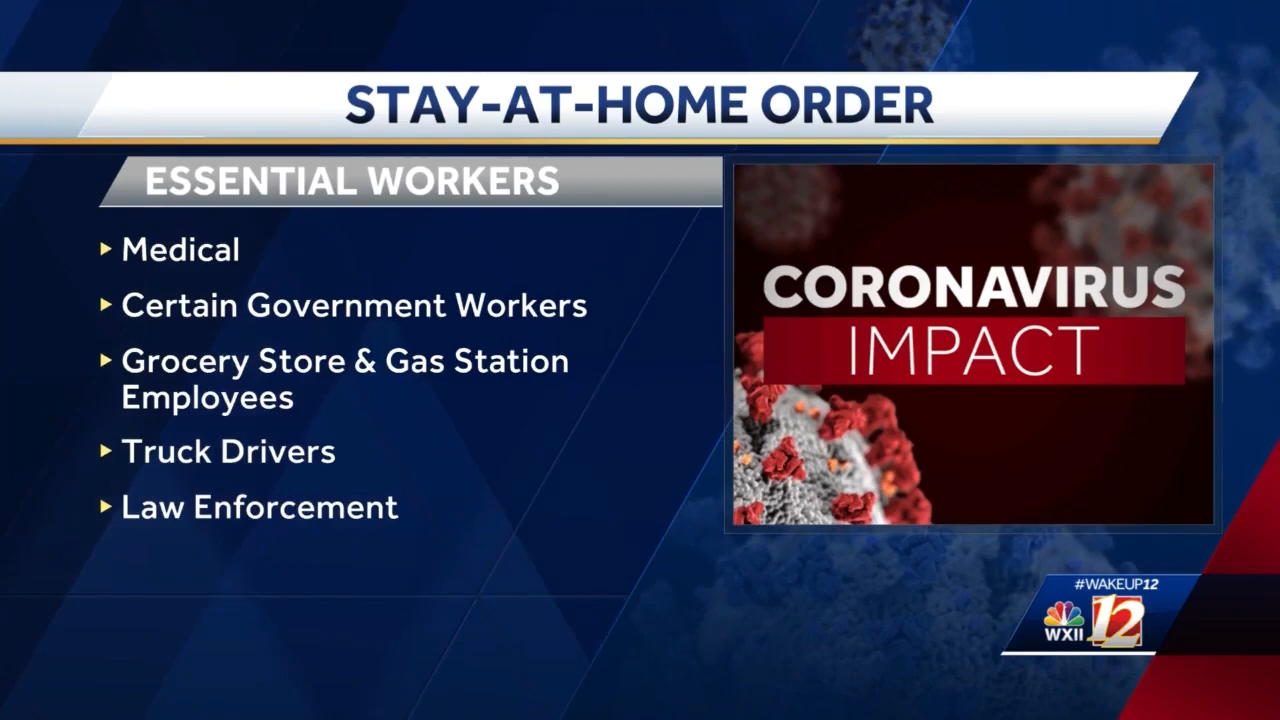 STAY-AT-HOME ORDER
ESSENTIAL WORKERS
Medical
Certain Government Workers
Grocery Store & Gas Station
Employees
Truck Drivers
Law Enforcement
CORONAVIRUS
IMPACT
#WAKEUP12
WXII 12